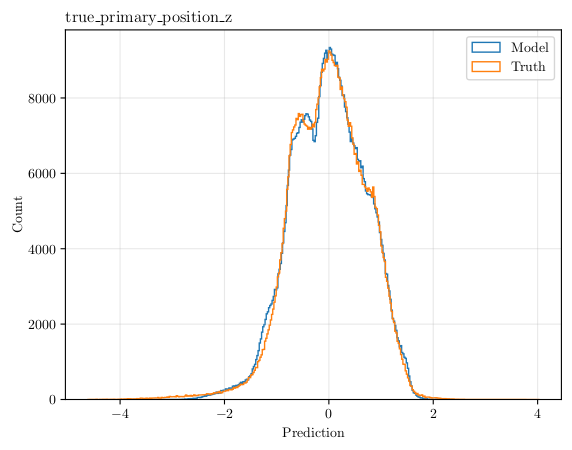 true_primary_position_z
Model
Truth
8000
6000
4000
2000
0
Count
−4
−2
0
2
4
Prediction